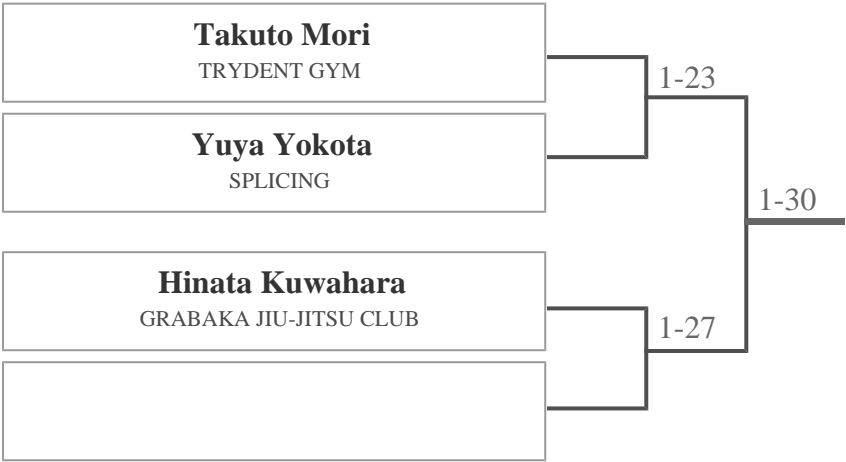 Takuto Mori
TRYDENT GYM
1-23
Yuya Yokota
SPLICING
1-30
Hinata Kuwahara
GRABAKA JIU-JITSU CLUB
1-27